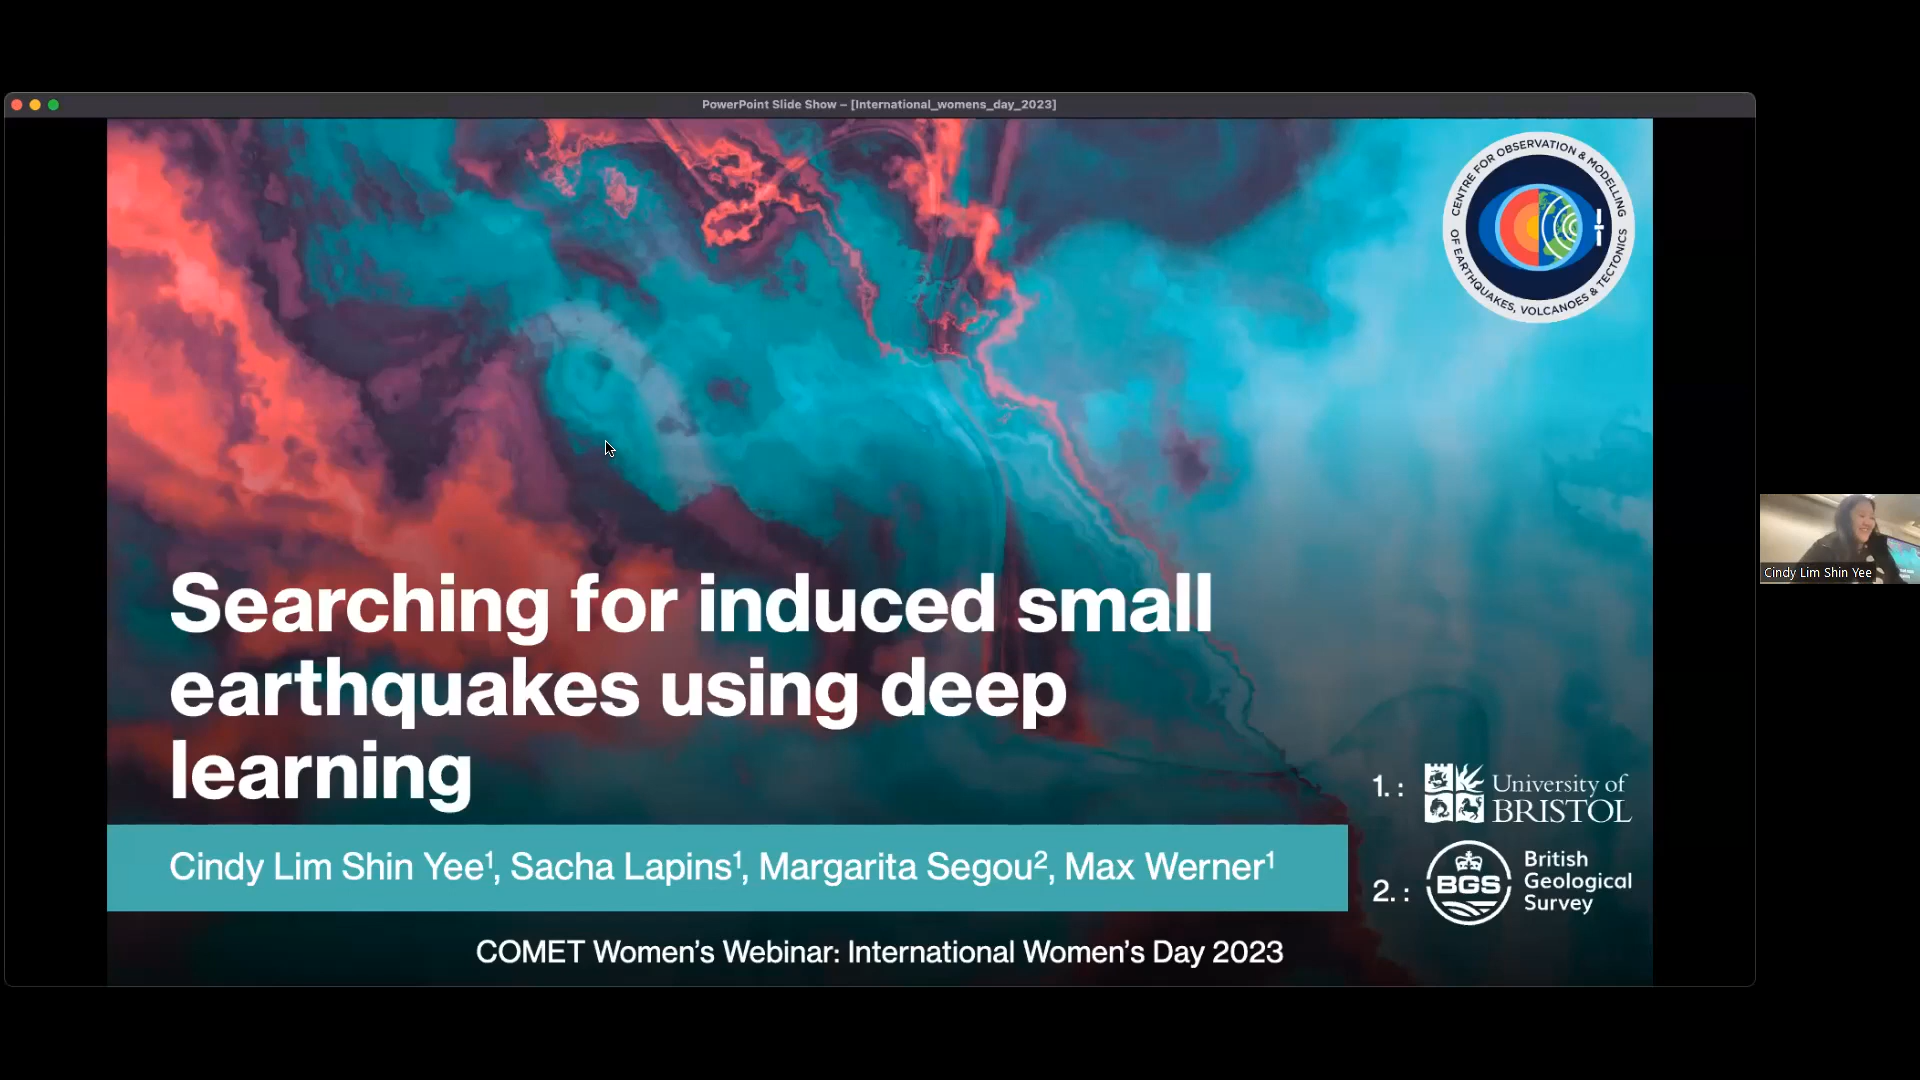 PowerPoint Slide Show – [International_womens_day_2023]
CENTRE FOR OBSERVATION & MODELLING
OF EARTHQUAKES, VOLCANOES & TECTONICS
Searching for induced small
earthquakes using deep
learning
Cindy Lim Shin Yee¹, Sacha Lapins¹, Margarita Segou², Max Werner¹
1. :
University of
BRISTOL
2. :
BGS
British
Geological
Survey
COMET Women’s Webinar: International Women’s Day 2023
Cindy Lim Shin Yee